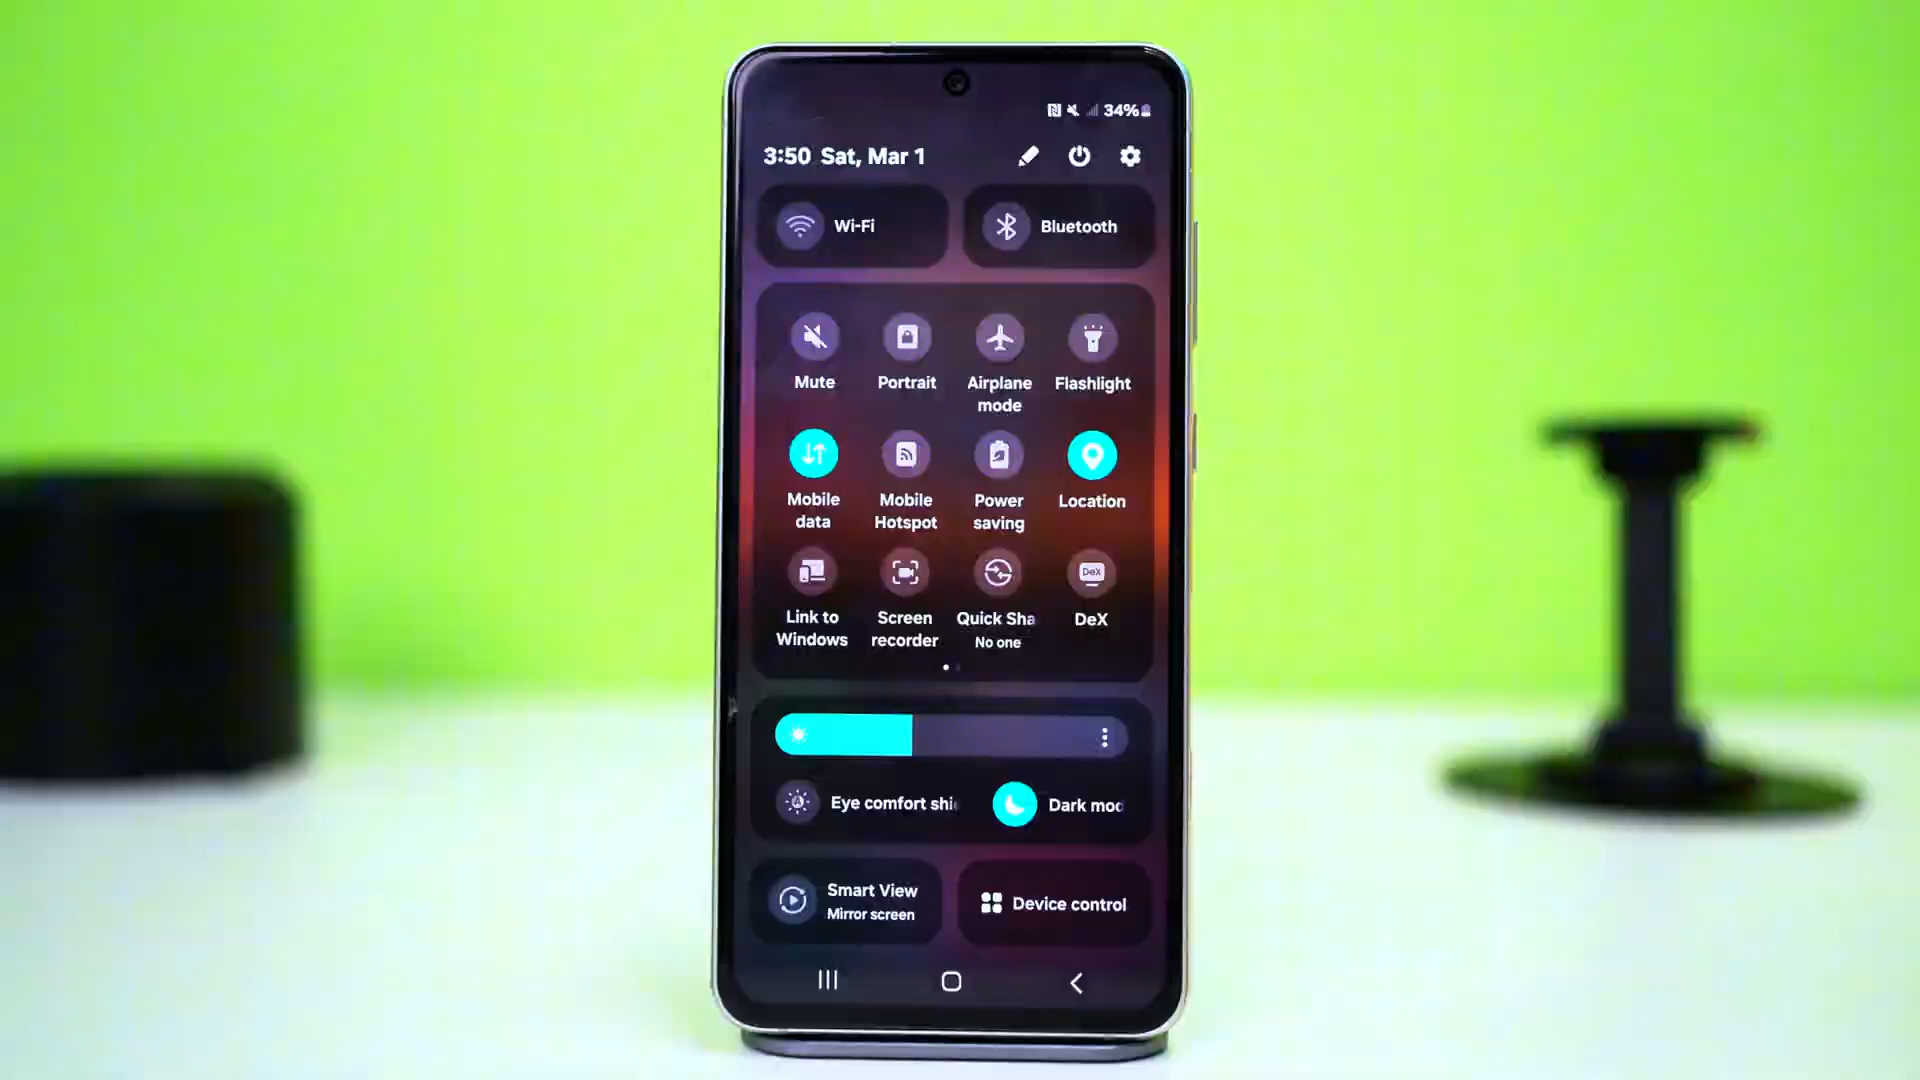 34%
3:50 Sat, Mar 1
Wi-Fi
Bluetooth
Mute
Portrait
Airplane
mode
Flashlight
Mobile
data
Mobile
Hotspot
Power
saving
Location
Link to
Windows
Screen
recorder
Quick Sha
No one
DeX
DeX
Eye comfort shi
Dark mod
Smart View
Mirror screen
Device control